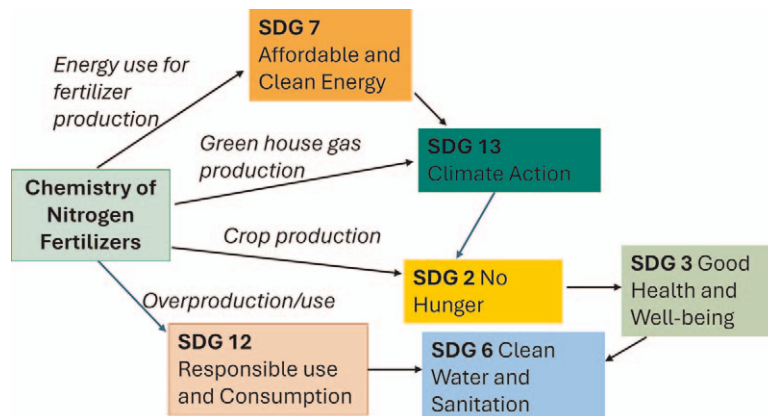 SDG 7
Affordable and
Clean Energy
Energy use for
fertilizer
production
Green house gas
production
SDG 13
Climate Action
Chemistry of
Nitrogen
Fertilizers
Crop production
SDG 2 No
Hunger
SDG 3 Good
Health and
Well-being
Overproduction/use
SDG 12
Responsible use
and Consumption
SDG 6 Clean
Water and
Sanitation